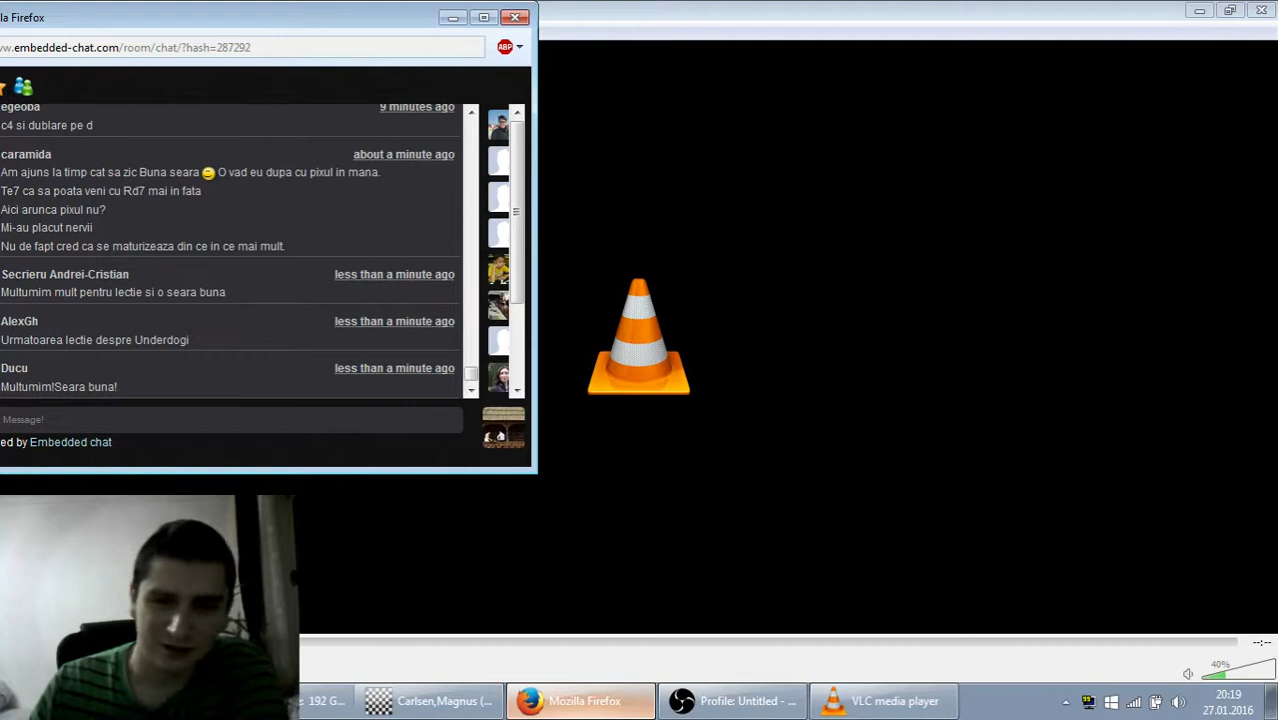 lla Firefox
ww.embedded-chat.com/room/chat/?hash=287292
ABP
egeoba 9 minutes ago
c4 si dublare pe d
caramida about a minute ago
Am ajuns la timp cat sa zic Buna seara O vad eu dupa cu pixul in mana.
Te7 ca sa poata veni cu Rd7 mai in fata
Aici arunca pixul nu?
Mi-au placut nervii
Nu de fapt cred ca se maturizeaza din ce in ce mai mult.
Secrieru Andrei-Cristian less than a minute ago
Multumim mult pentru lectie si o seara buna
AlexGh less than a minute ago
Urmatoarea lectie despre Underdogi
Ducu less than a minute ago
Multumim!Seara buna!
Message!
ed by Embedded chat
--:--
40%
: 192 G...
Carlsen,Magnus (...
Mozilla Firefox
Profile: Untitled - ...
VLC media player
20:19
27.01.2016